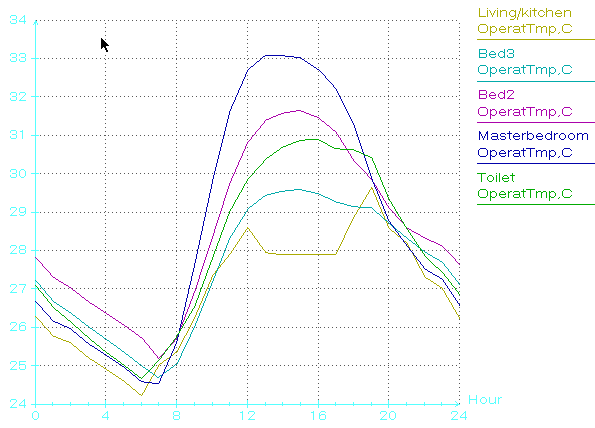 34
33
32
31
30
29
28
27
26
25
24
0
4
8
12
16
20
24
Hour
Living/kitchen
OperatTmp,C
Bed3
OperatTmp,C
Bed2
OperatTmp,C
Masterbedroom
OperatTmp,C
Toilet
OperatTmp,C